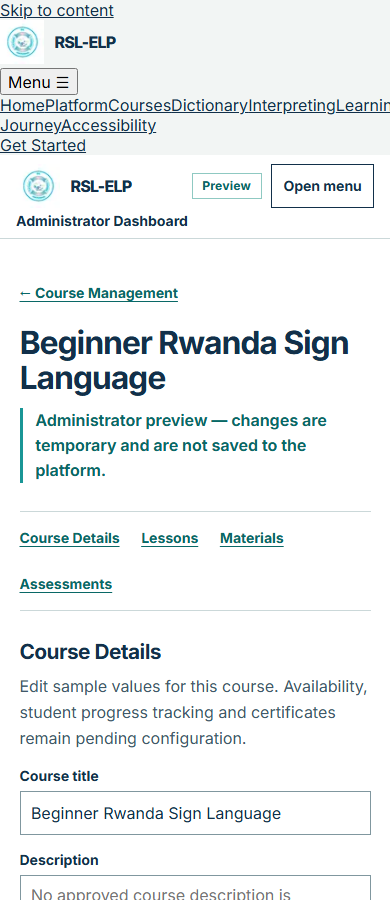 Skip to content
RSL-ELP
Menu ☰
HomePlatformCoursesDictionaryInterpretingLearnin
JourneyAccessibility
Get Started
RSL-ELP
Preview
Open menu
Administrator Dashboard
← Course Management
Beginner Rwanda Sign
Language
Administrator preview — changes are
temporary and are not saved to the
platform.
Course Details Lessons Materials
Assessments
Course Details
Edit sample values for this course. Availability,
student progress tracking and certificates
remain pending configuration.
Course title
Beginner Rwanda Sign Language
Description
No approved course description is